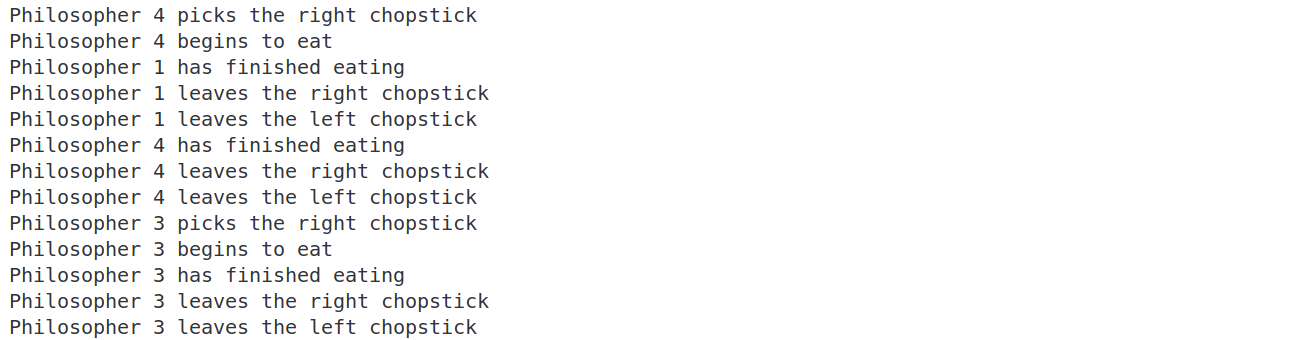 Philosopher 4 picks the right chopstick
Philosopher 4 begins to eat
Philosopher 1 has finished eating
Philosopher 1 leaves the right chopstick
Philosopher 1 leaves the left chopstick
Philosopher 4 has finished eating
Philosopher 4 leaves the right chopstick
Philosopher 4 leaves the left chopstick
Philosopher 3 picks the right chopstick
Philosopher 3 begins to eat
Philosopher 3 has finished eating
Philosopher 3 leaves the right chopstick
Philosopher 3 leaves the left chopstick